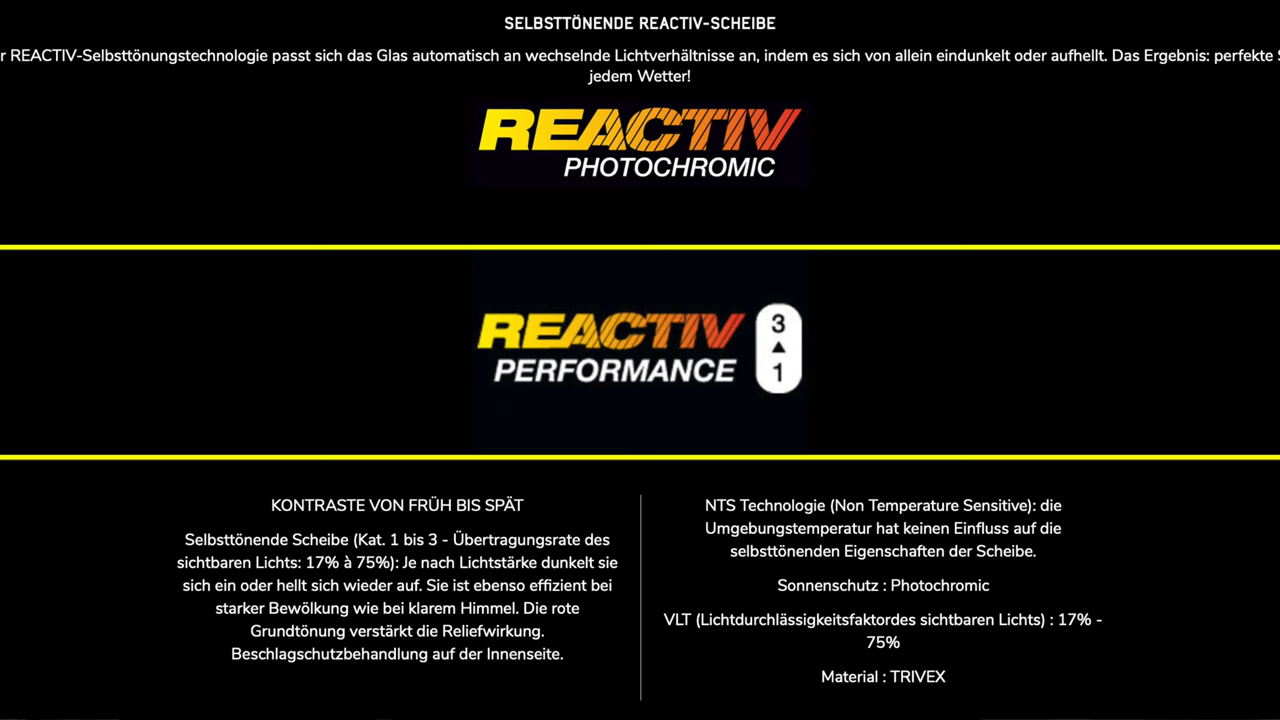 SELBSTTÖNENDE REACTIV-SCHEIBE
REACTIV-Selbsttönungstechnologie passt sich das Glas automatisch an wechselnde Lichtverhältnisse an, indem es sich von allein eindunkelt oder aufhellt. Das Ergebnis: perfekte
jedem Wetter!
REACTIV
PHOTOCHROMIC
REACTIV
PERFORMANCE
3
▲
1
KONTRASTE VON FRÜH BIS SPÄT
Selbsttönende Scheibe (Kat. 1 bis 3 - Übertragungsrate des
sichtbaren Lichts: 17% à 75%): Je nach Lichtstärke dunkelt sie
sich ein oder hellt sich wieder auf. Sie ist ebenso effizient bei
starker Bewölkung wie bei klarem Himmel. Die rote
Grundtönung verstärkt die Reliefwirkung.
Beschlagschutzbehandlung auf der Innenseite.
NTS Technologie (Non Temperature Sensitive): die
Umgebungstemperatur hat keinen Einfluss auf die
selbsttönenden Eigenschaften der Scheibe.
Sonnenschutz : Photochromic
VLT (Lichtdurchlässigkeitsfaktordes sichtbaren Lichts) : 17% -
75%
Material : TRIVEX